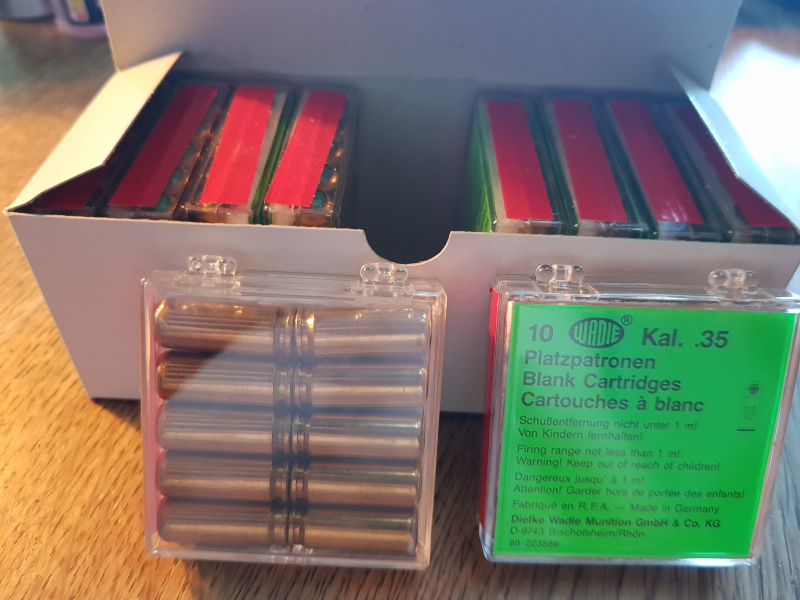 10 WADIE® Kal. .35
Platzpatronen
Blank Cartridges
Cartouches à blanc
Schußentfernung nicht unter 1 m!
Von Kindern fernhalten!
Firing range not less than 1 m!
Warning! Keep out of reach of children!
Dangereux jusqu' à 1 m!
Attention! Garder hors de portée des enfants!
Fabriqué en R.F.A. — Made in Germany
Diefke Wadie Munition GmbH & Co. KG
D-8743 Bischofsheim/Rhön